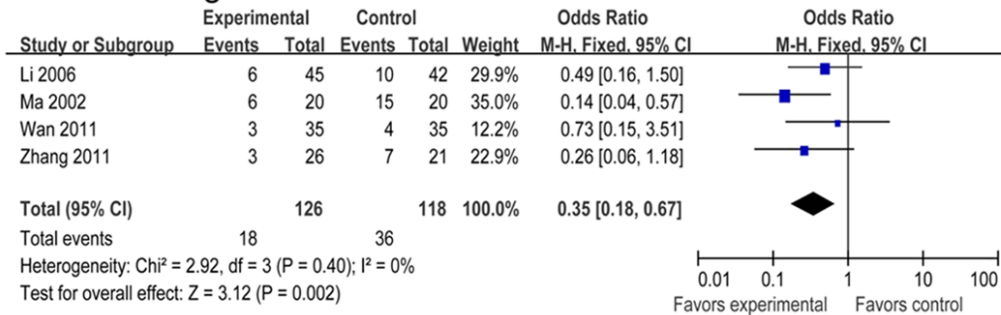 Experimental Control Odds Ratio Odds Ratio
Study or Subgroup Events Total Events Total Weight M-H, Fixed, 95% CI M-H, Fixed, 95% CI
Li 2006 6 45 10 42 29.9% 0.49 [0.16, 1.50]
Ma 2002 6 20 15 20 35.0% 0.14 [0.04, 0.57]
Wan 2011 3 35 4 35 12.2% 0.73 [0.15, 3.51]
Zhang 2011 3 26 7 21 22.9% 0.26 [0.06, 1.18]
Total (95% CI) 126 118 100.0% 0.35 [0.18, 0.67]
Total events 18 36
Heterogeneity: Chi² = 2.92, df = 3 (P = 0.40); I² = 0%
Test for overall effect: Z = 3.12 (P = 0.002)
0.01 0.1 1 10 100
Favors experimental Favors control